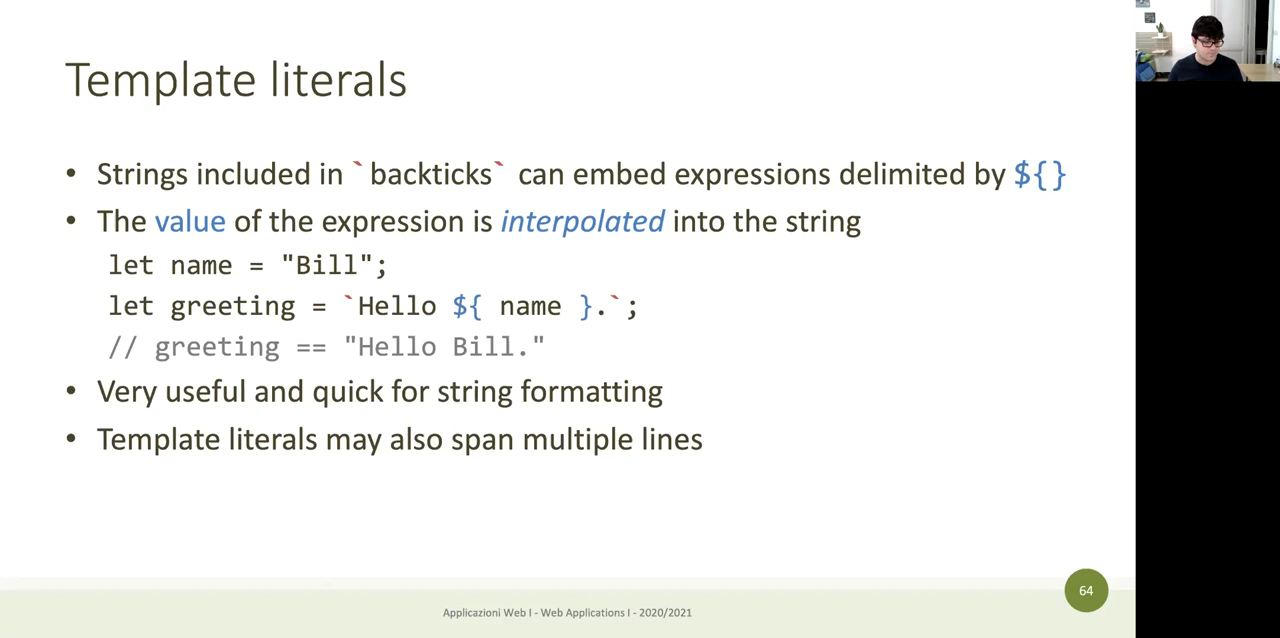 Template literals
• Strings included in `backticks` can embed expressions delimited by ${}
• The value of the expression is interpolated into the string
let name = "Bill";
let greeting = `Hello ${ name }.`;
// greeting == "Hello Bill."
• Very useful and quick for string formatting
• Template literals may also span multiple lines
64
Applicazioni Web I - Web Applications I - 2020/2021